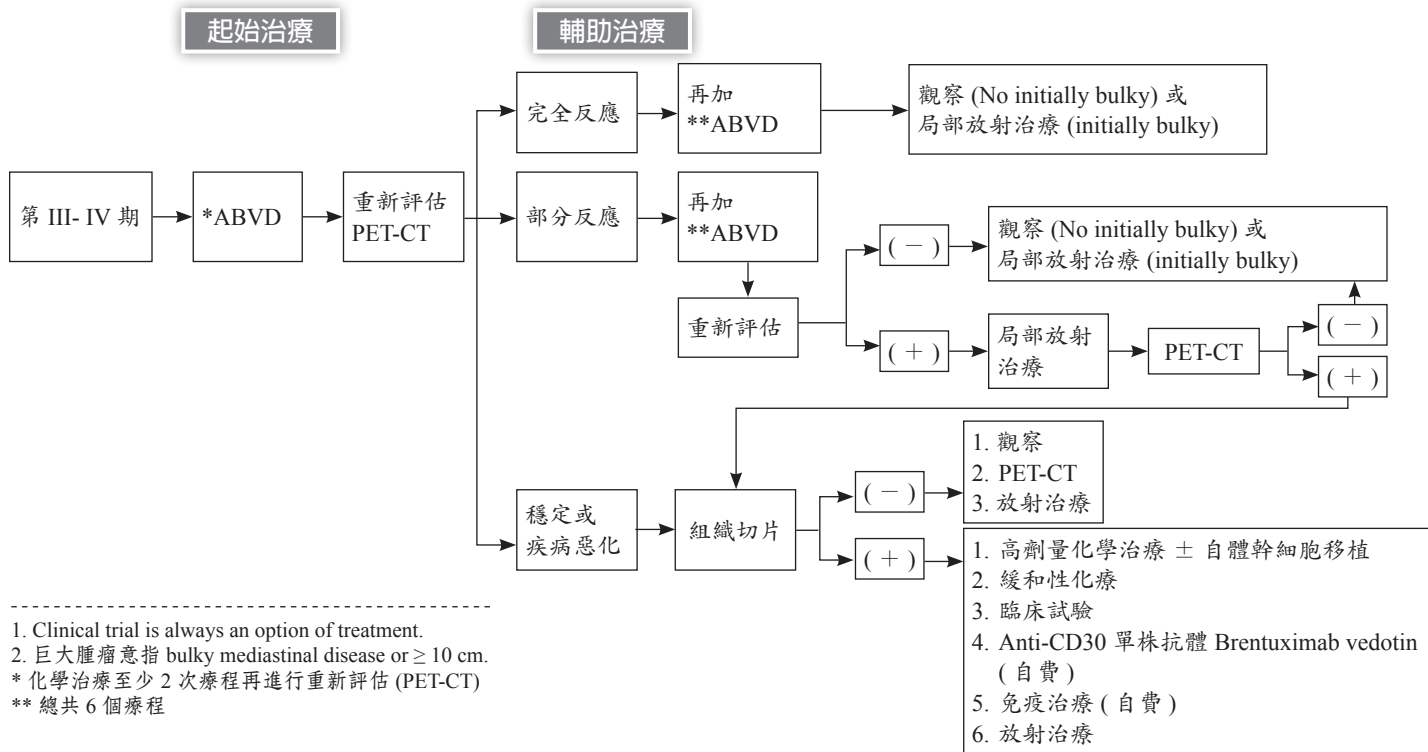 起始治療
輔助治療
完全反應
再加
**ABVD
觀察 (No initially bulky) 或
局部放射治療 (initially bulky)
第 III- IV 期
*ABVD
重新評估
PET-CT
部分反應
再加
**ABVD
( − )
觀察 (No initially bulky) 或
局部放射治療 (initially bulky)
重新評估
( + )
局部放射
治療
PET-CT
( − )
( + )
穩定或
疾病惡化
組織切片
( − )
1. 觀察
2. PET-CT
3. 放射治療
( + )
1. 高劑量化學治療 ± 自體幹細胞移植
2. 緩和性化療
3. 臨床試驗
4. Anti-CD30 單株抗體 Brentuximab vedotin
( 自費 )
5. 免疫治療 ( 自費 )
6. 放射治療
1. Clinical trial is always an option of treatment.
2. 巨大腫瘤意指 bulky mediastinal disease or ≥ 10 cm.
* 化學治療至少 2 次療程再進行重新評估 (PET-CT)
** 總共 6 個療程